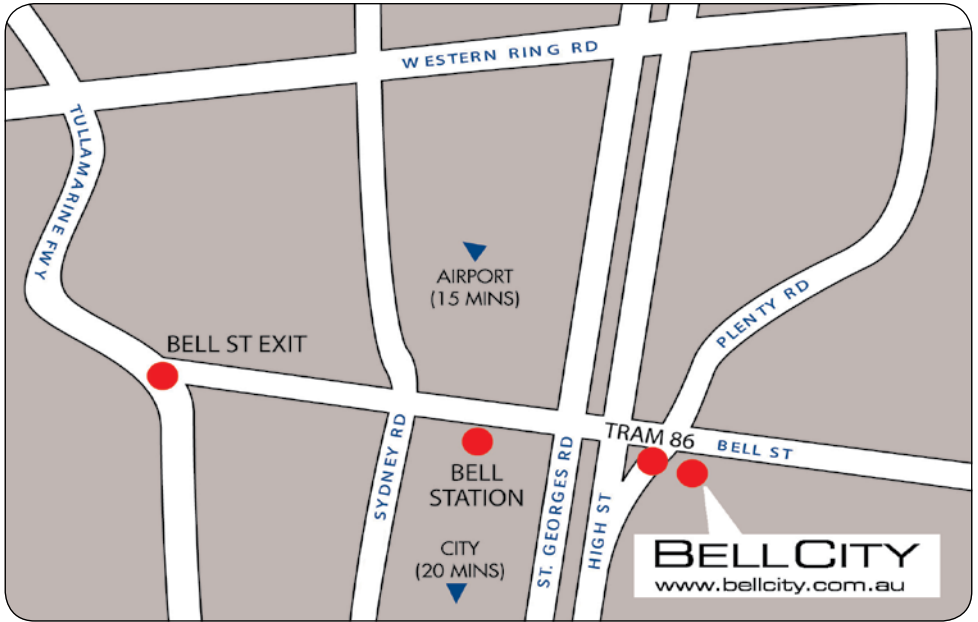 WESTERN RING RD
TULLAMARINE FWY
AIRPORT
(15 MINS)
PLENTY RD
BELL ST EXIT
TRAM 86
BELL ST
SYDNEY RD
BELL
STATION
ST. GEORGES RD
HIGH ST
CITY
(20 MINS)
BELLCITY
www.bellcity.com.au